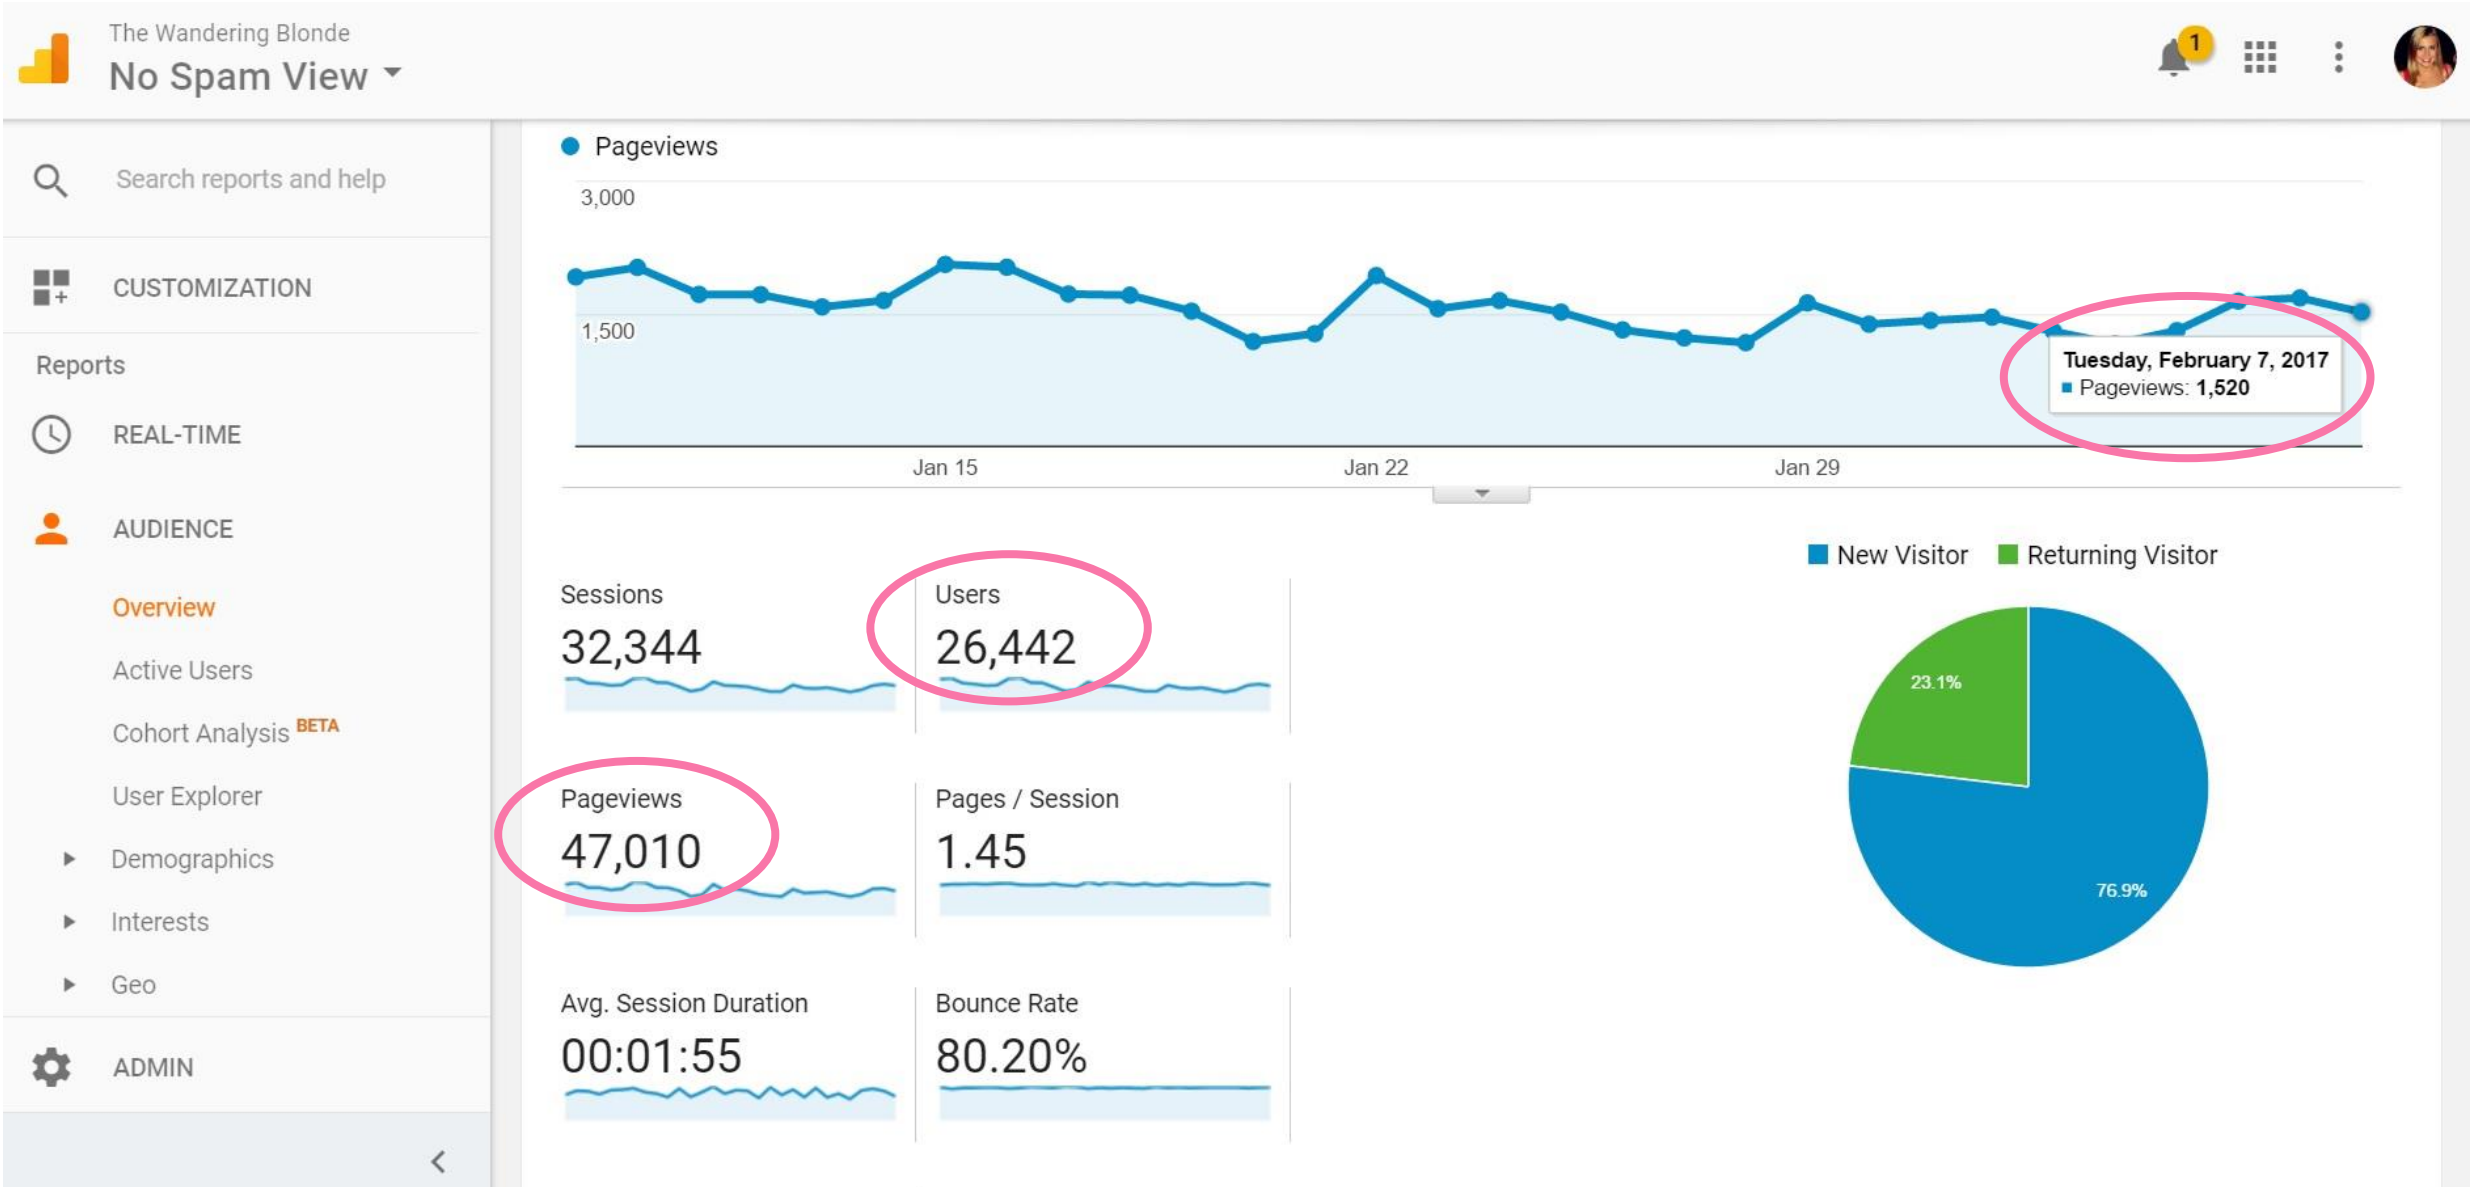 The Wandering Blonde
No Spam View
1
Search reports and help
CUSTOMIZATION
Reports
REAL-TIME
AUDIENCE
Overview
Active Users
Cohort Analysis BETA
User Explorer
Demographics
Interests
Geo
ADMIN
Pageviews
3,000
1,500
Tuesday, February 7, 2017
Pageviews: 1,520
Jan 15
Jan 22
Jan 29
New Visitor
Returning Visitor
Sessions
32,344
Users
26,442
Pageviews
47,010
Pages / Session
1.45
Avg. Session Duration
00:01:55
Bounce Rate
80.20%
23.1%
76.9%